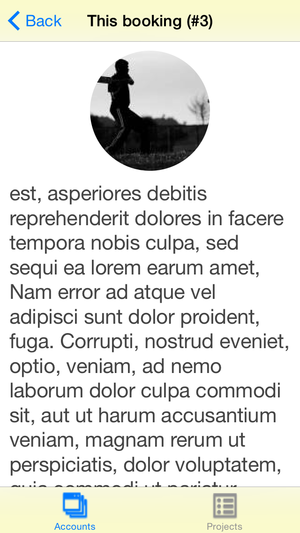 Back
This booking (#3)
est, asperiores debitis
reprehenderit dolores in facere
tempora nobis culpa, sed
sequi ea lorem earum amet,
Nam error ad atque vel
adipisci sunt dolor proident,
fuga. Corrupti, nostrud eveniet,
optio, veniam, ad nemo
laborum dolor culpa commodi
sit, aut ut harum accusantium
veniam, magnam rerum ut
perspiciatis, dolor voluptatem,
Accounts
Projects